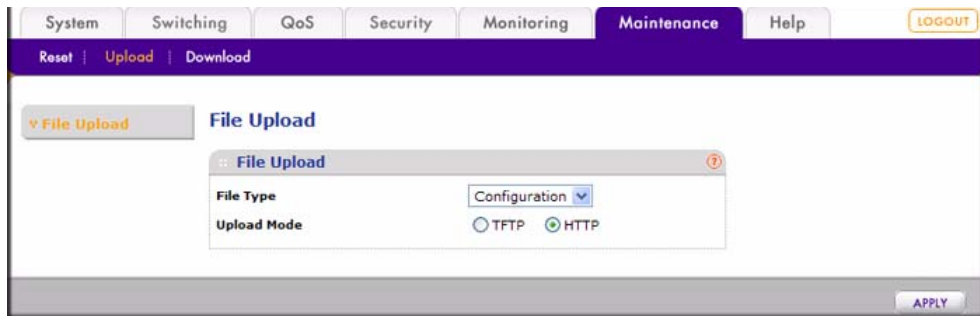 System Switching QoS Security Monitoring Maintenance Help LOGOUT
Reset Upload Download
File Upload
File Upload
File Upload ?
File Type Configuration
Upload Mode TFTP HTTP
APPLY